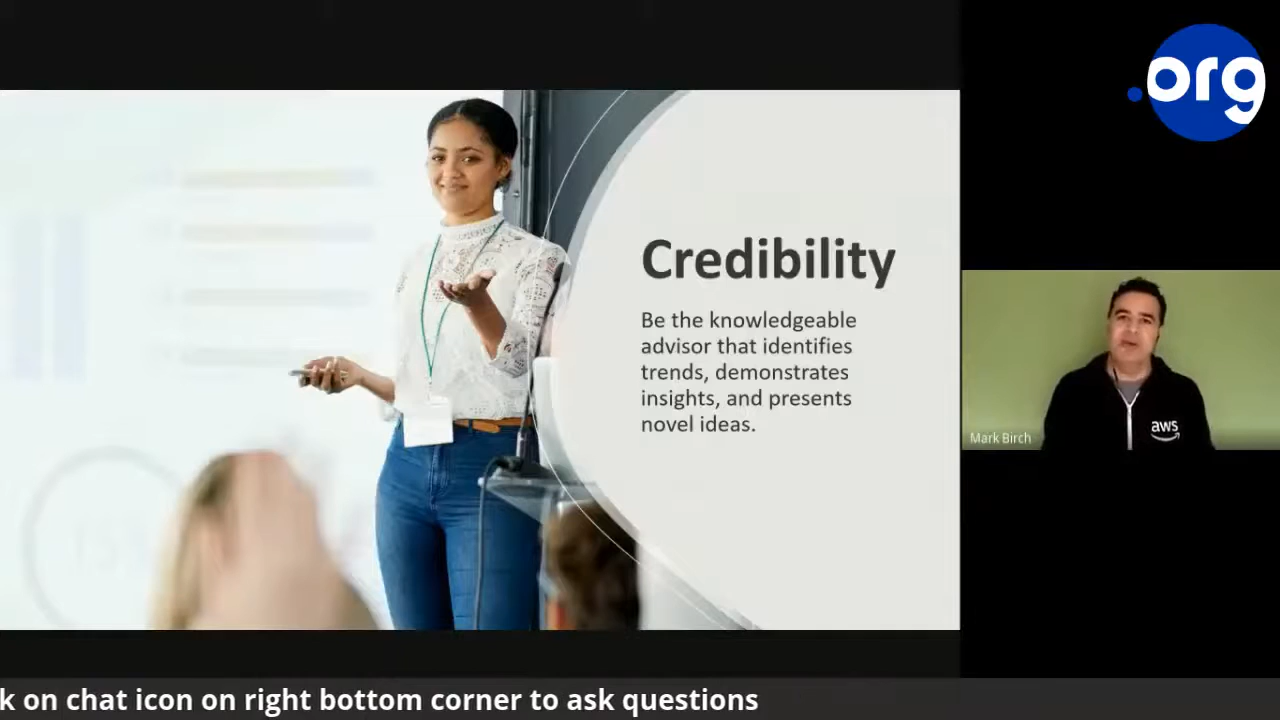 .org
Credibility
Be the knowledgeable
advisor that identifies
trends, demonstrates
insights, and presents
novel ideas.
aws
Mark Birch
k on chat icon on right bottom corner to ask questions